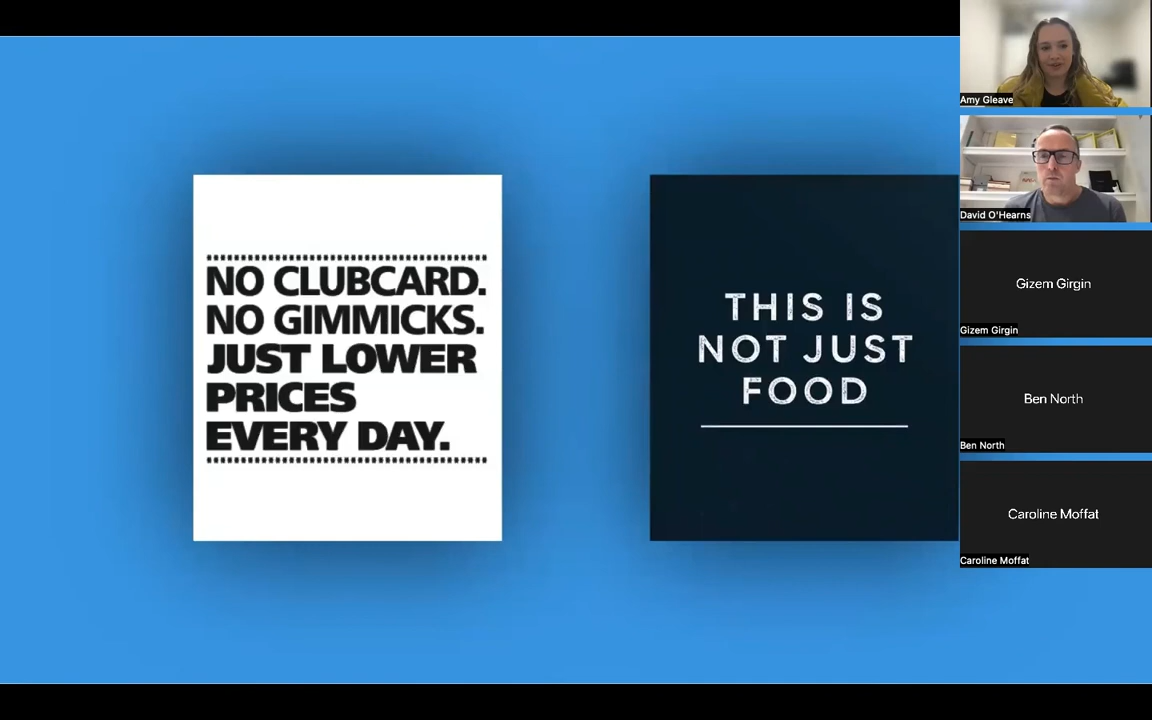 NO CLUBCARD.
NO GIMMICKS.
JUST LOWER
PRICES
EVERY DAY.
THIS IS
NOT JUST
FOOD
Amy Gleave
David O'Hearns
Gizem Girgin
Gizem Girgin
Ben North
Ben North
Caroline Moffat
Caroline Moffat